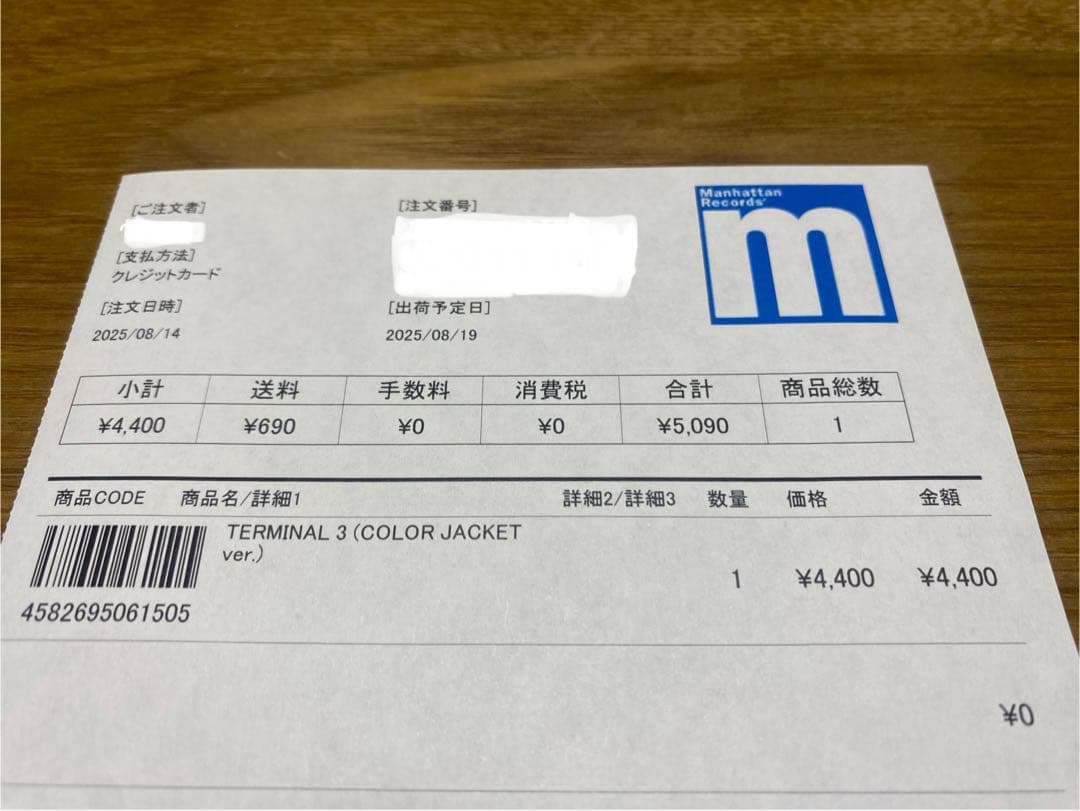 Manhattan
Records'
m
[ご注文者]
[注文番号]
[支払方法]
クレジットカード
[注文日時]
[出荷予定日]
2025/08/14
2025/08/19
小計 送料 手数料 消費税 合計 商品総数
¥4,400 ¥690 ¥0 ¥0 ¥5,090 1
商品CODE 商品名/詳細1 詳細2/詳細3 数量 価格 金額
TERMINAL 3 (COLOR JACKET
ver.)
1 ¥4,400 ¥4,400
4582695061505
¥0